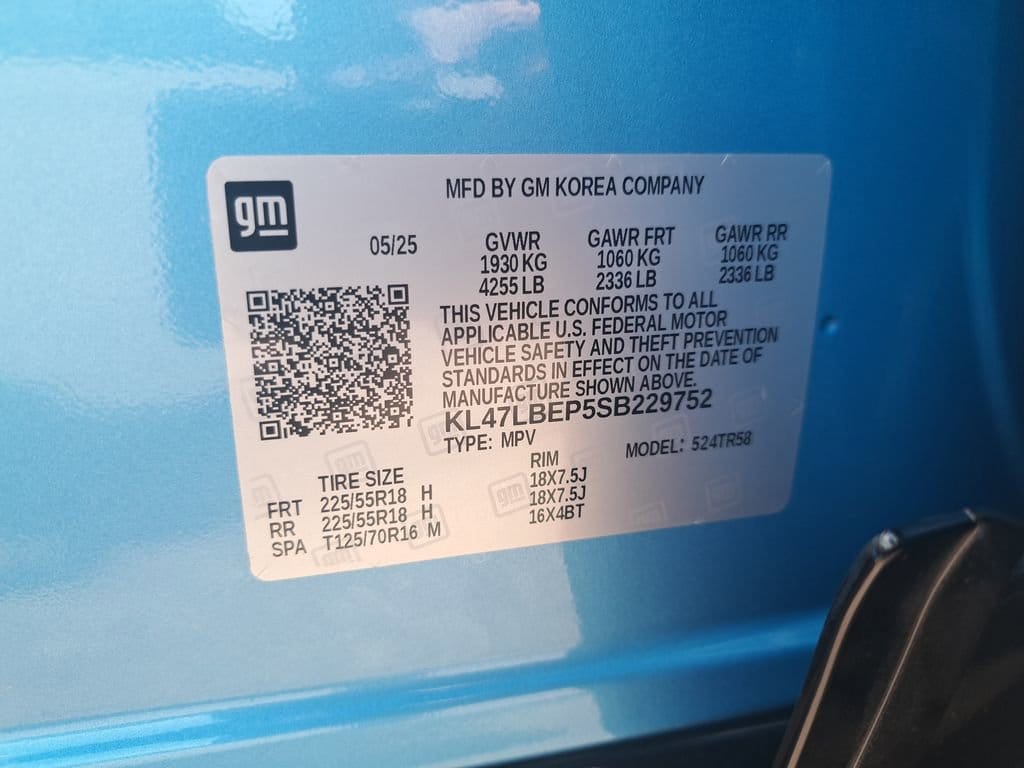 gm
MFD BY GM KOREA COMPANY
05/25
GVWR GAWR FRT GAWR RR
1930 KG 1060 KG 1060 KG
4255 LB 2336 LB 2336 LB
THIS VEHICLE CONFORMS TO ALL
APPLICABLE U.S. FEDERAL MOTOR
VEHICLE SAFETY AND THEFT PREVENTION
STANDARDS IN EFFECT ON THE DATE OF
MANUFACTURE SHOWN ABOVE.
KL47LBEP5SB229752
TYPE: MPV MODEL: 524TR58
TIRE SIZE RIM
FRT 225/55R18 H 18X7.5J
RR 225/55R18 H 18X7.5J
SPA T125/70R16 M 16X4BT